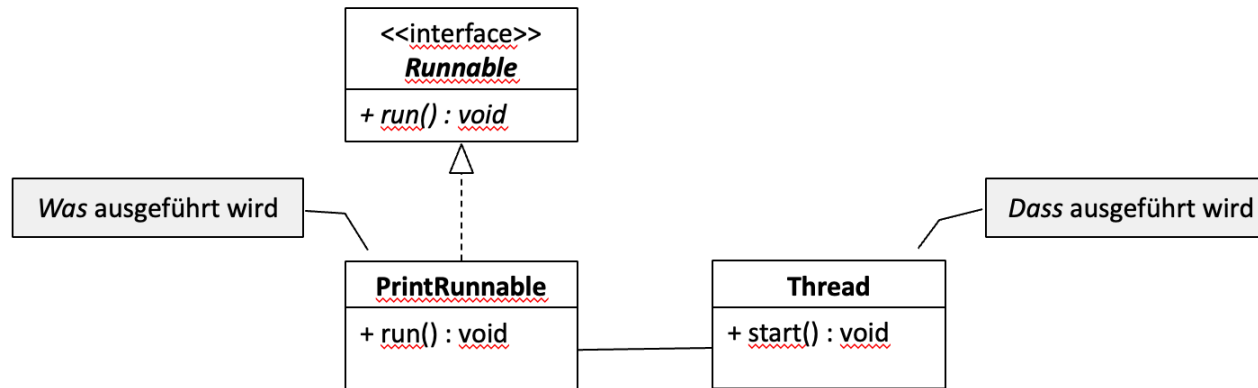 <<interface>>
Runnable
+ run() : void
Was ausgeführt wird
Dass ausgeführt wird
PrintRunnable
+ run() : void
Thread
+ start() : void